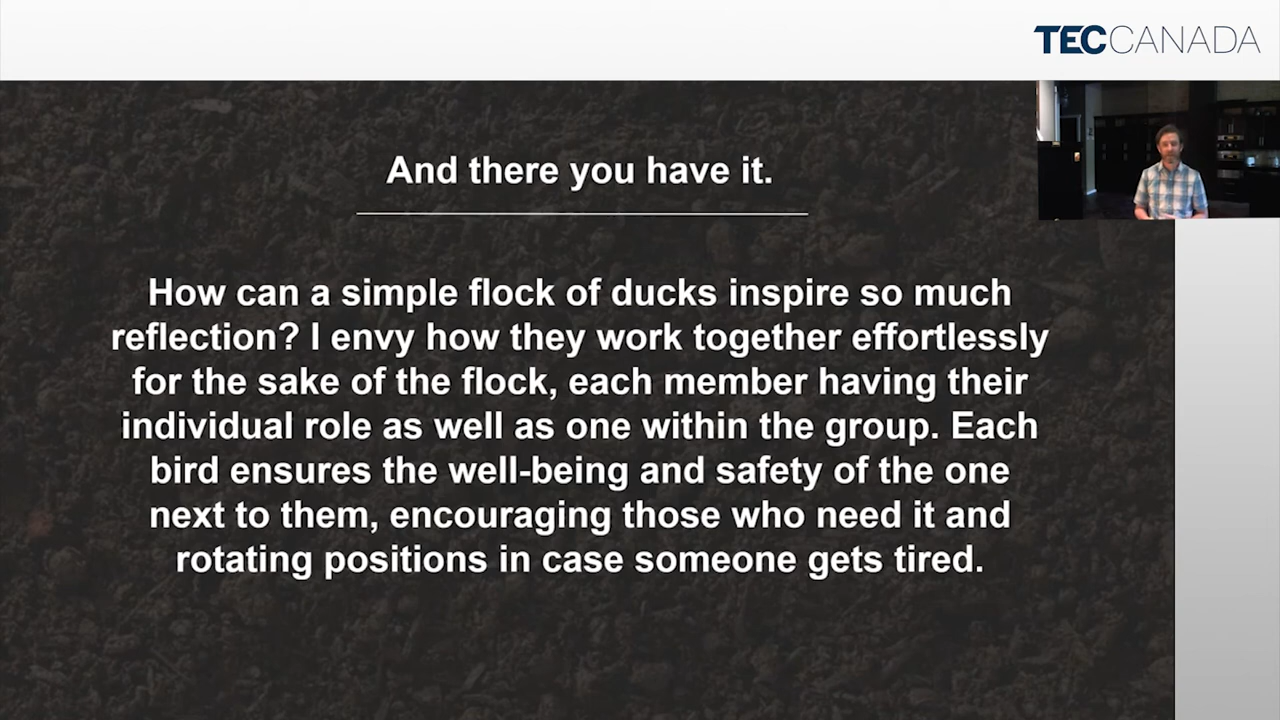 TECCANADA
And there you have it.
How can a simple flock of ducks inspire so much
reflection? I envy how they work together effortlessly
for the sake of the flock, each member having their
individual role as well as one within the group. Each
bird ensures the well-being and safety of the one
next to them, encouraging those who need it and
rotating positions in case someone gets tired.